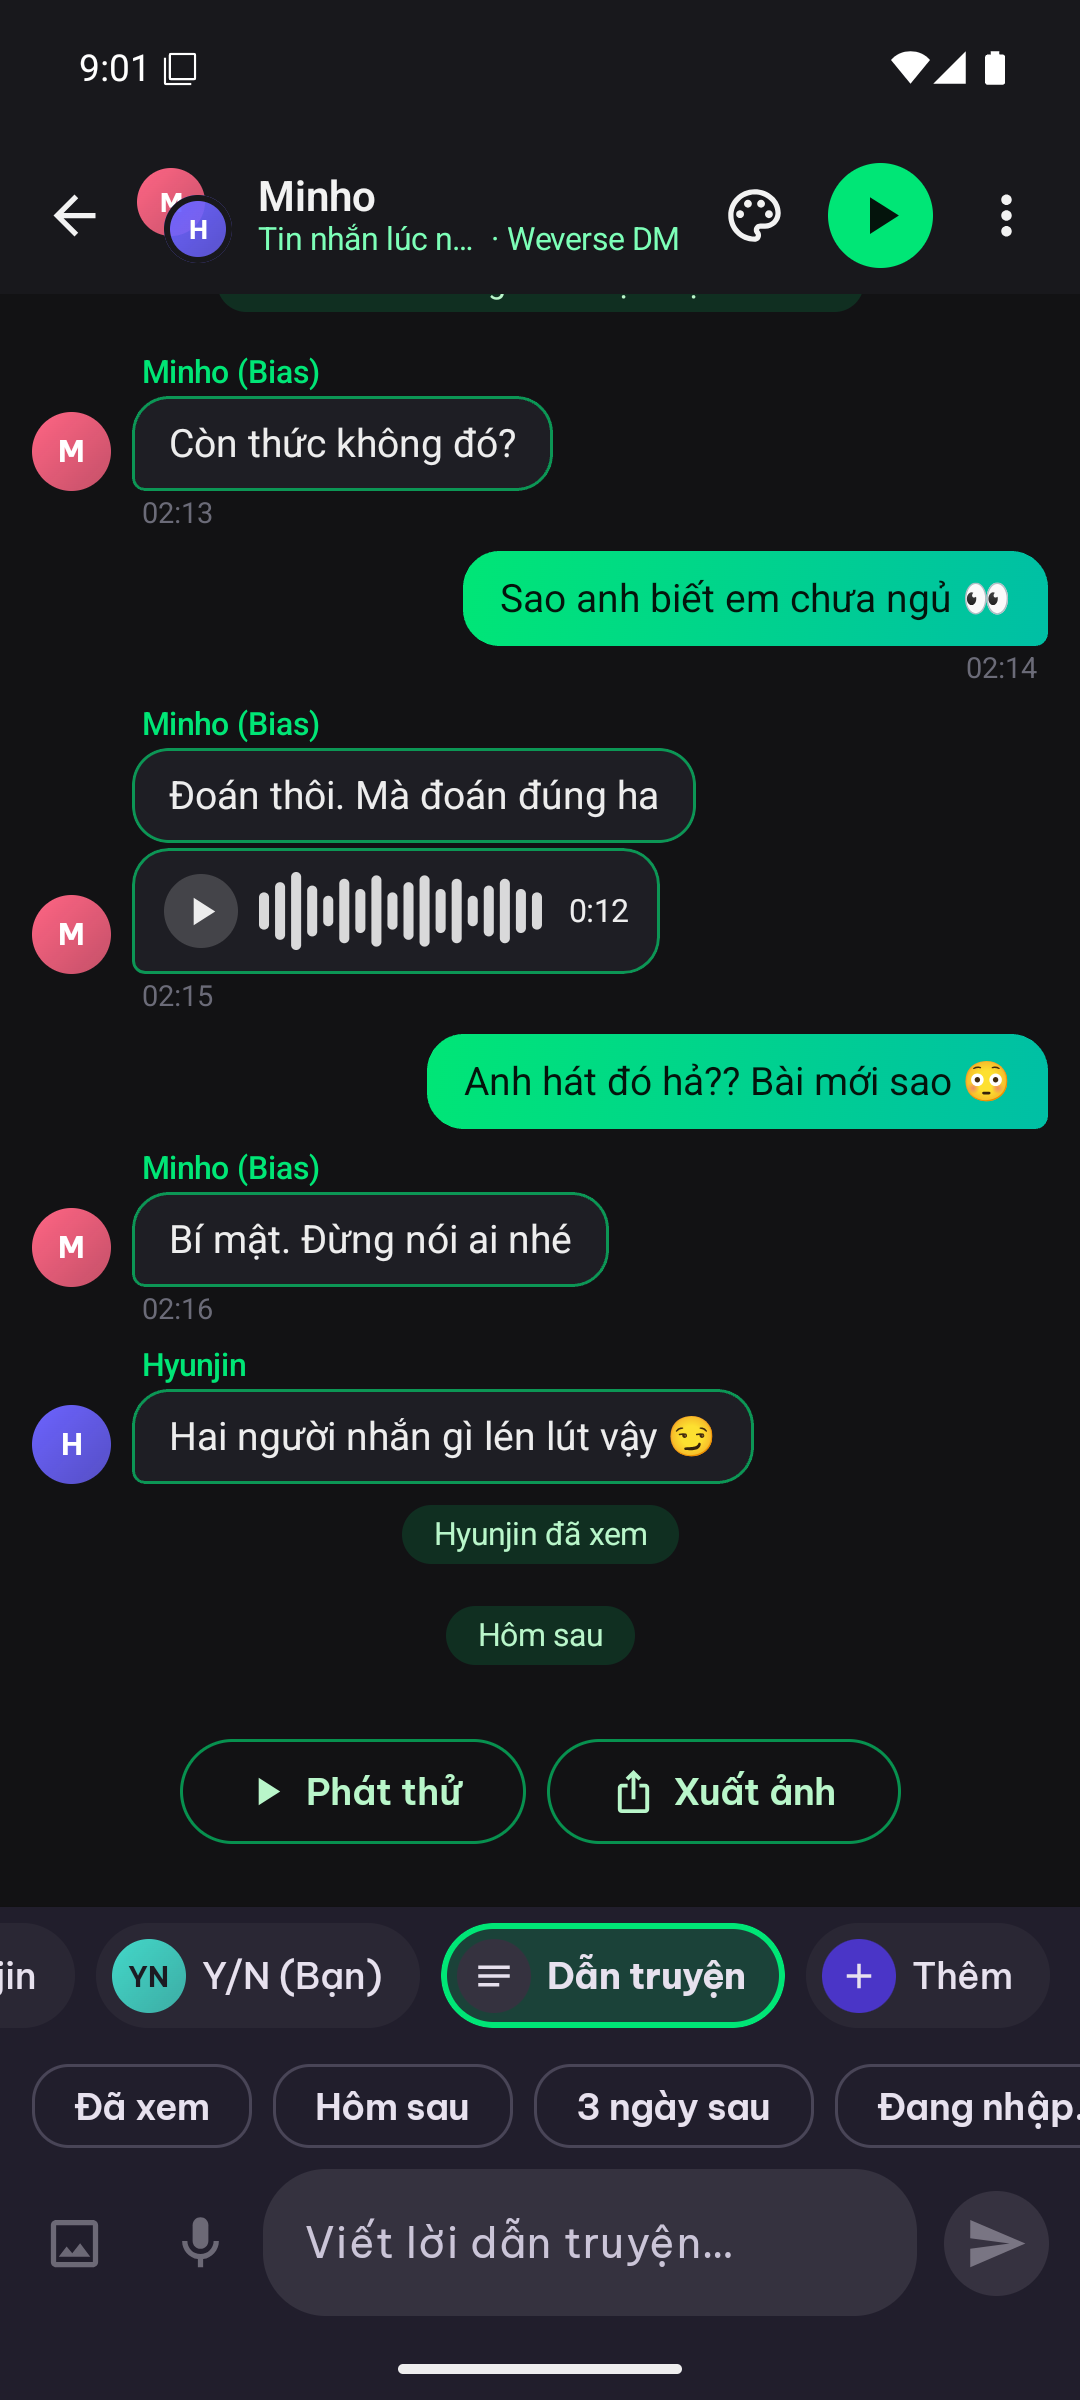 9:01
M
H
Minho
Tin nhắn lúc n... · Weverse DM
Minho (Bias)
M
Còn thức không đó?
02:13
Sao anh biết em chưa ngủ 👀
02:14
Minho (Bias)
Đoán thôi. Mà đoán đúng ha
M
0:12
02:15
Anh hát đó hả?? Bài mới sao 😳
Minho (Bias)
M
Bí mật. Đừng nói ai nhé
02:16
Hyunjin
H
Hai người nhắn gì lén lút vậy 😏
Hyunjin đã xem
Hôm sau
Phát thử
Xuất ảnh
jin
YN
Y/N (Bạn)
Dẫn truyện
Thêm
Đã xem
Hôm sau
3 ngày sau
Đang nhập.
Viết lời dẫn truyện...